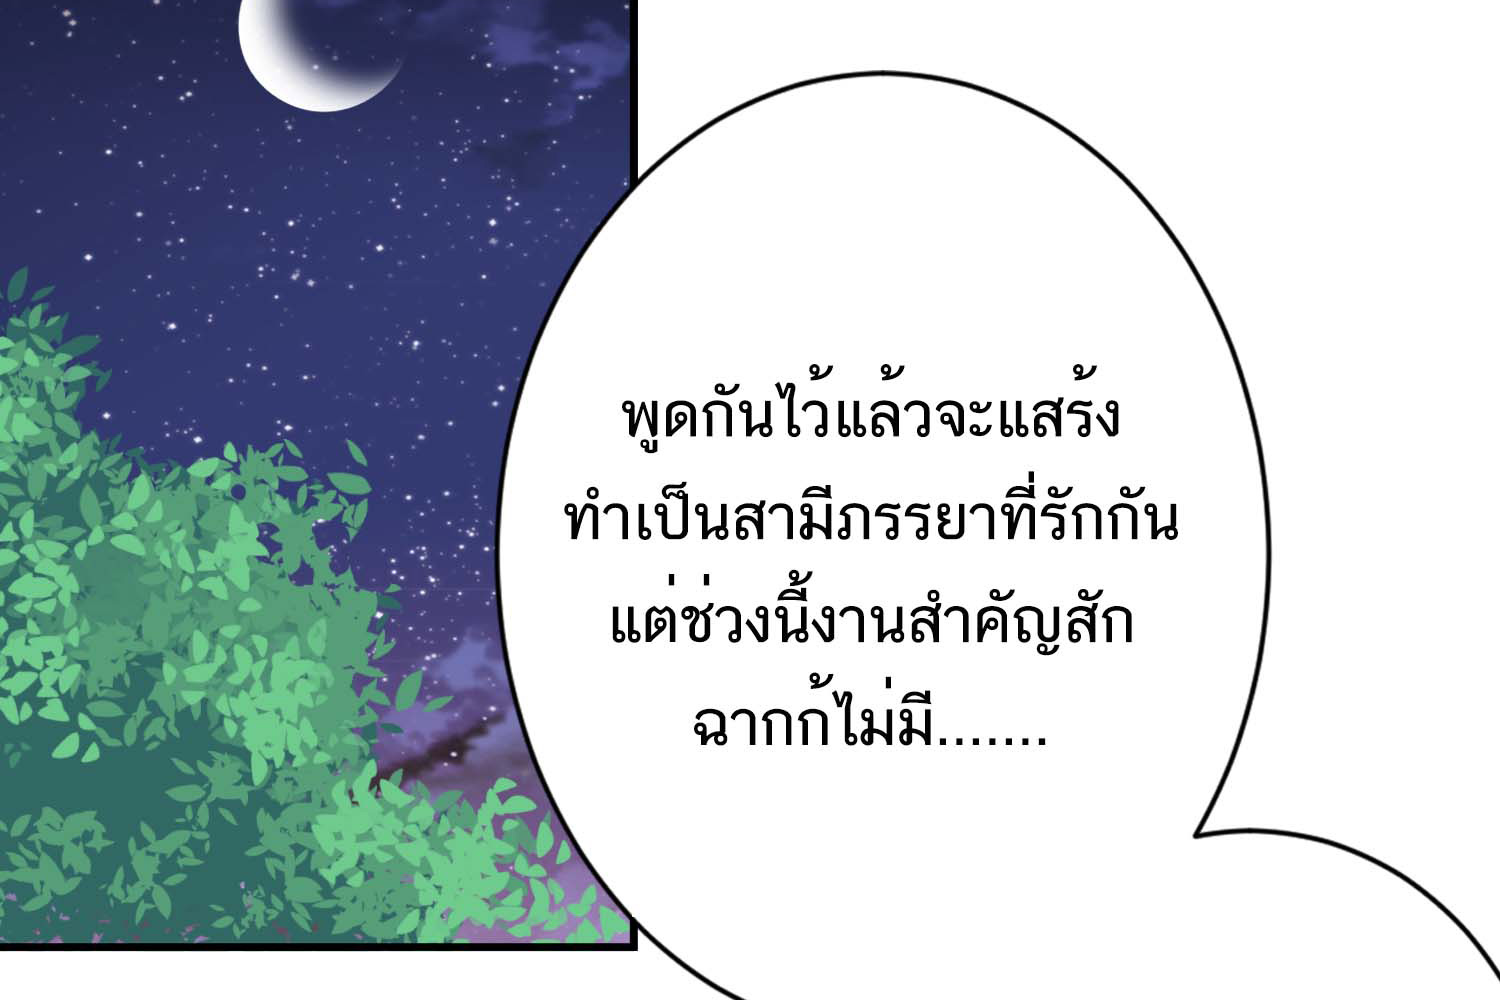 พูดกันไว้แล้วจะแสร้ง
ทำเป็นสามีภรรยาที่รักกัน
แต่ช่วงนี้งานสำคัญสัก
ฉากก้ไม่มี.......